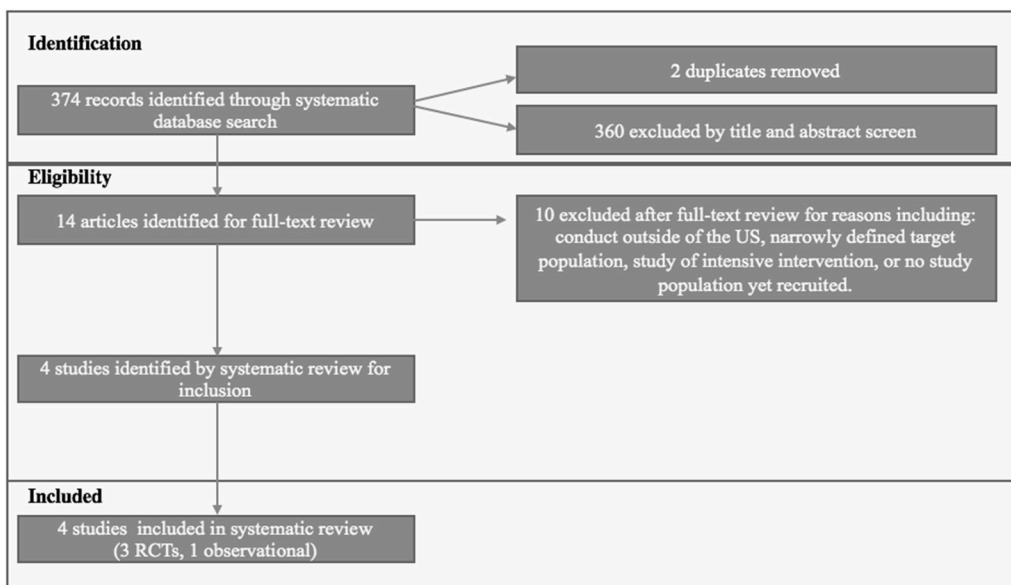 Identification
374 records identified through systematic
database search
2 duplicates removed
360 excluded by title and abstract screen
Eligibility
14 articles identified for full-text review
10 excluded after full-text review for reasons including:
conduct outside of the US, narrowly defined target
population, study of intensive intervention, or no study
population yet recruited.
4 studies identified by systematic review for
inclusion
Included
4 studies included in systematic review
(3 RCTs, 1 observational)